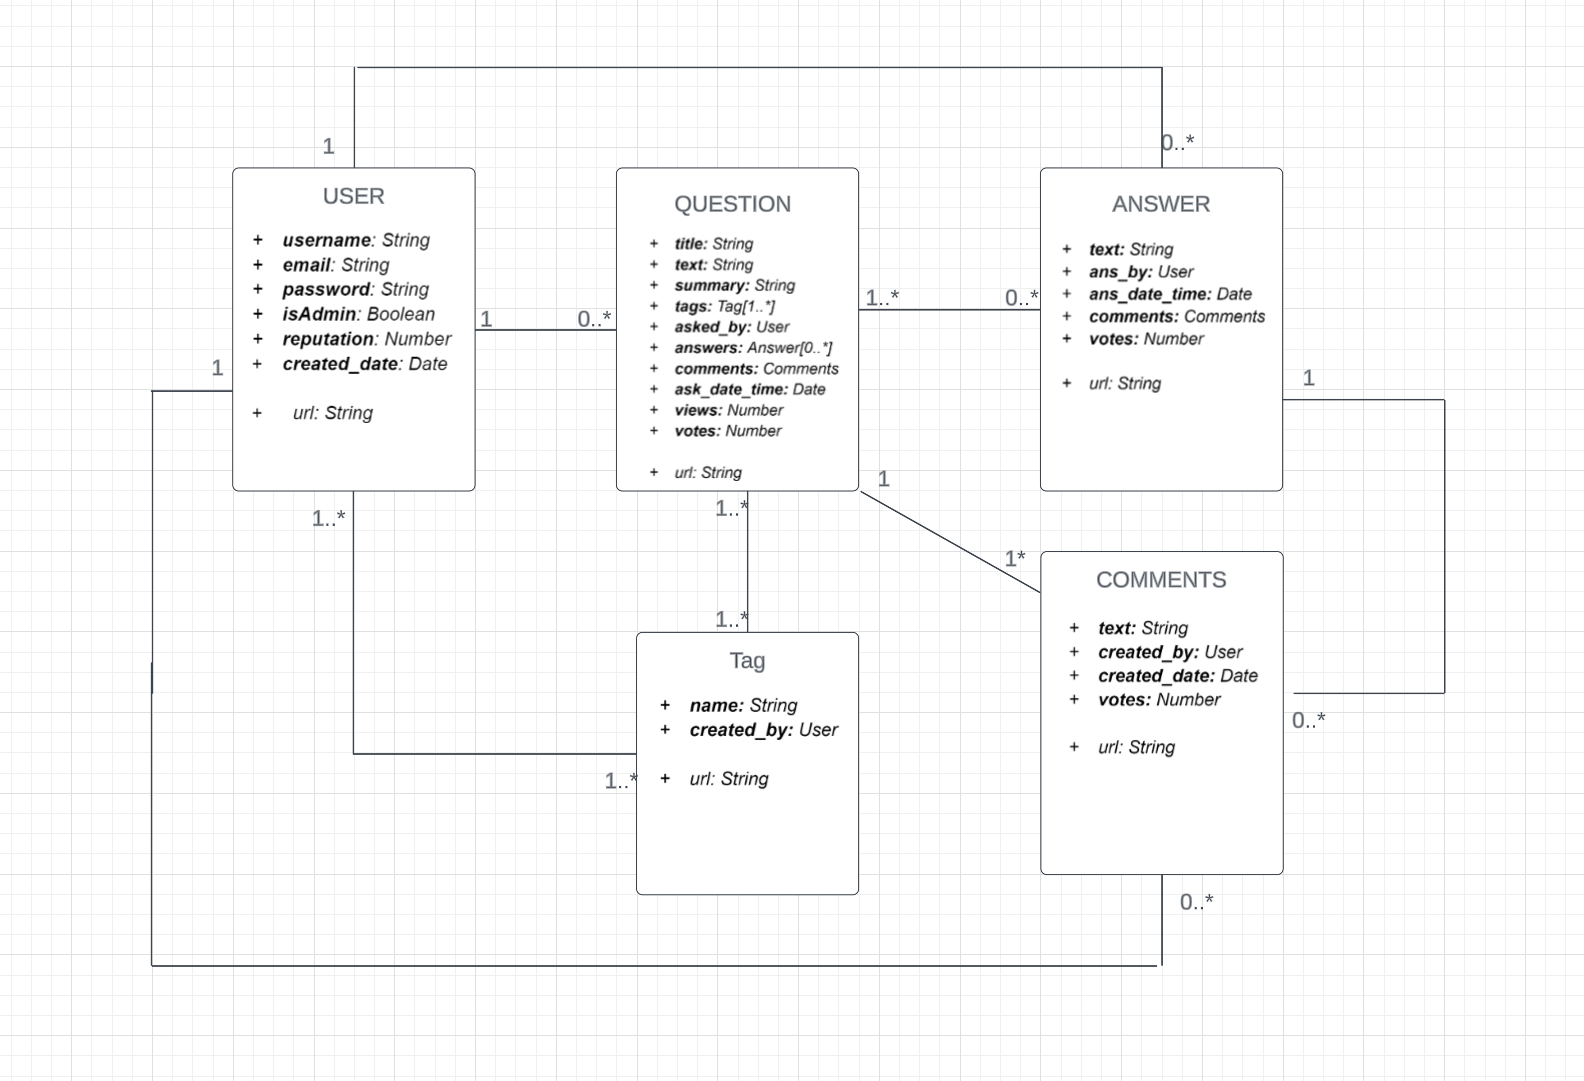 1
0..*
USER
+ username: String
+ email: String
+ password: String
+ isAdmin: Boolean
+ reputation: Number
+ created_date: Date
+ url: String
1
1
0..*
1..*
QUESTION
+ title: String
+ text: String
+ summary: String
+ tags: Tag[1..*]
+ asked_by: User
+ answers: Answer[0..*]
+ comments: Comments
+ ask_date_time: Date
+ views: Number
+ votes: Number
+ url: String
1..*
0..*
1
1*
1..*
1..*
ANSWER
+ text: String
+ ans_by: User
+ ans_date_time: Date
+ comments: Comments
+ votes: Number
+ url: String
1
Tag
+ name: String
+ created_by: User
+ url: String
1..*
COMMENTS
+ text: String
+ created_by: User
+ created_date: Date
+ votes: Number
+ url: String
0..*
0..*